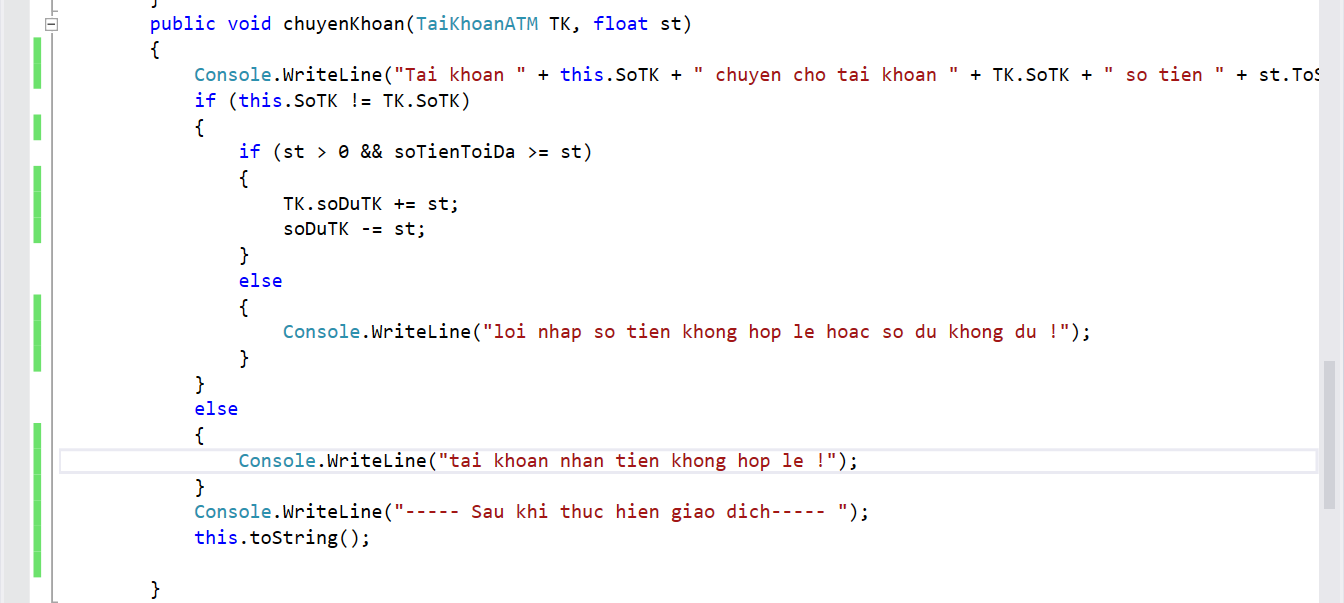 }
public void chuyenKhoan(TaiKhoanATM TK, float st)
{
Console.WriteLine("Tai khoan " + this.SoTK + " chuyen cho tai khoan " + TK.SoTK + " so tien " + st.ToS
if (this.SoTK != TK.SoTK)
{
if (st > 0 && soTienToiDa >= st)
{
TK.soDuTK += st;
soDuTK -= st;
}
else
{
Console.WriteLine("loi nhap so tien khong hop le hoac so du khong du !");
}
}
else
{
Console.WriteLine("tai khoan nhan tien khong hop le !");
}
Console.WriteLine("----- Sau khi thuc hien giao dich----- ");
this.toString();
}